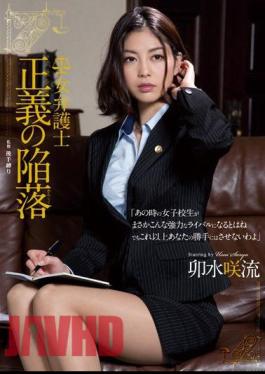 女弁護士
正義の陥落
監督 後手縛り
「あの時の女子校生が
まさかこんな強力なライバルになるとはね
でもこれ以上あなたの勝手にはさせないわよ」
Starring by Usui Saryu
卯水咲流
JAVHD